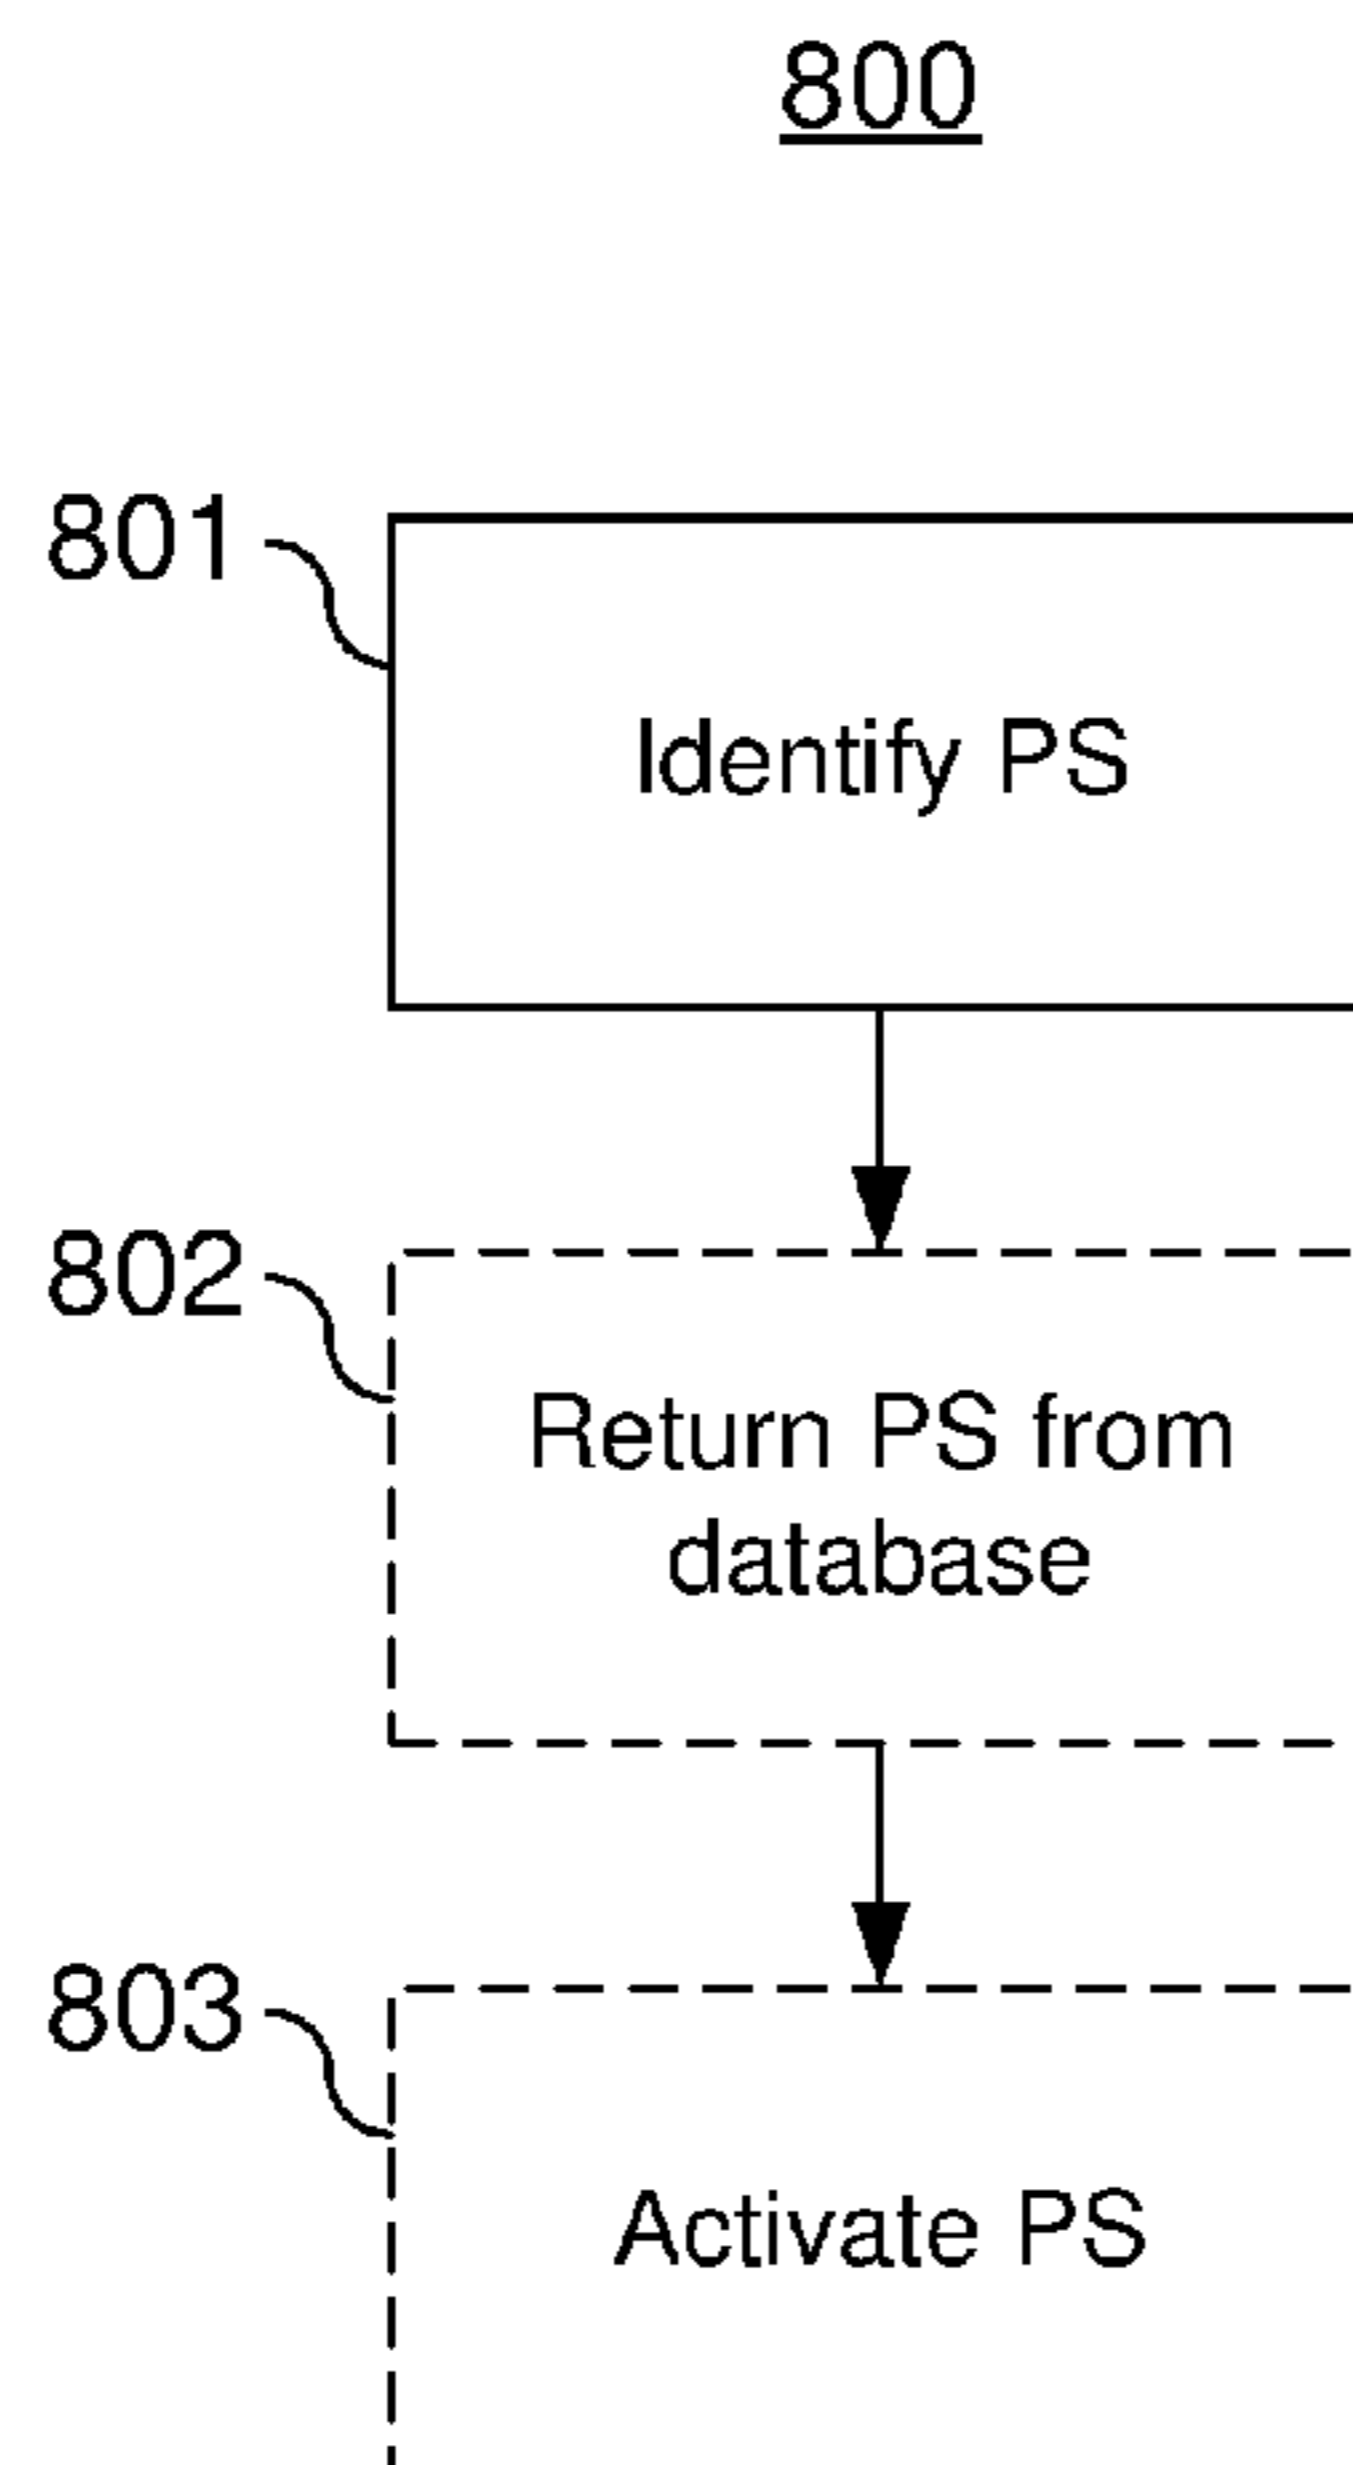 800
801
Identify PS
802
Return PS from
database
803
Activate PS